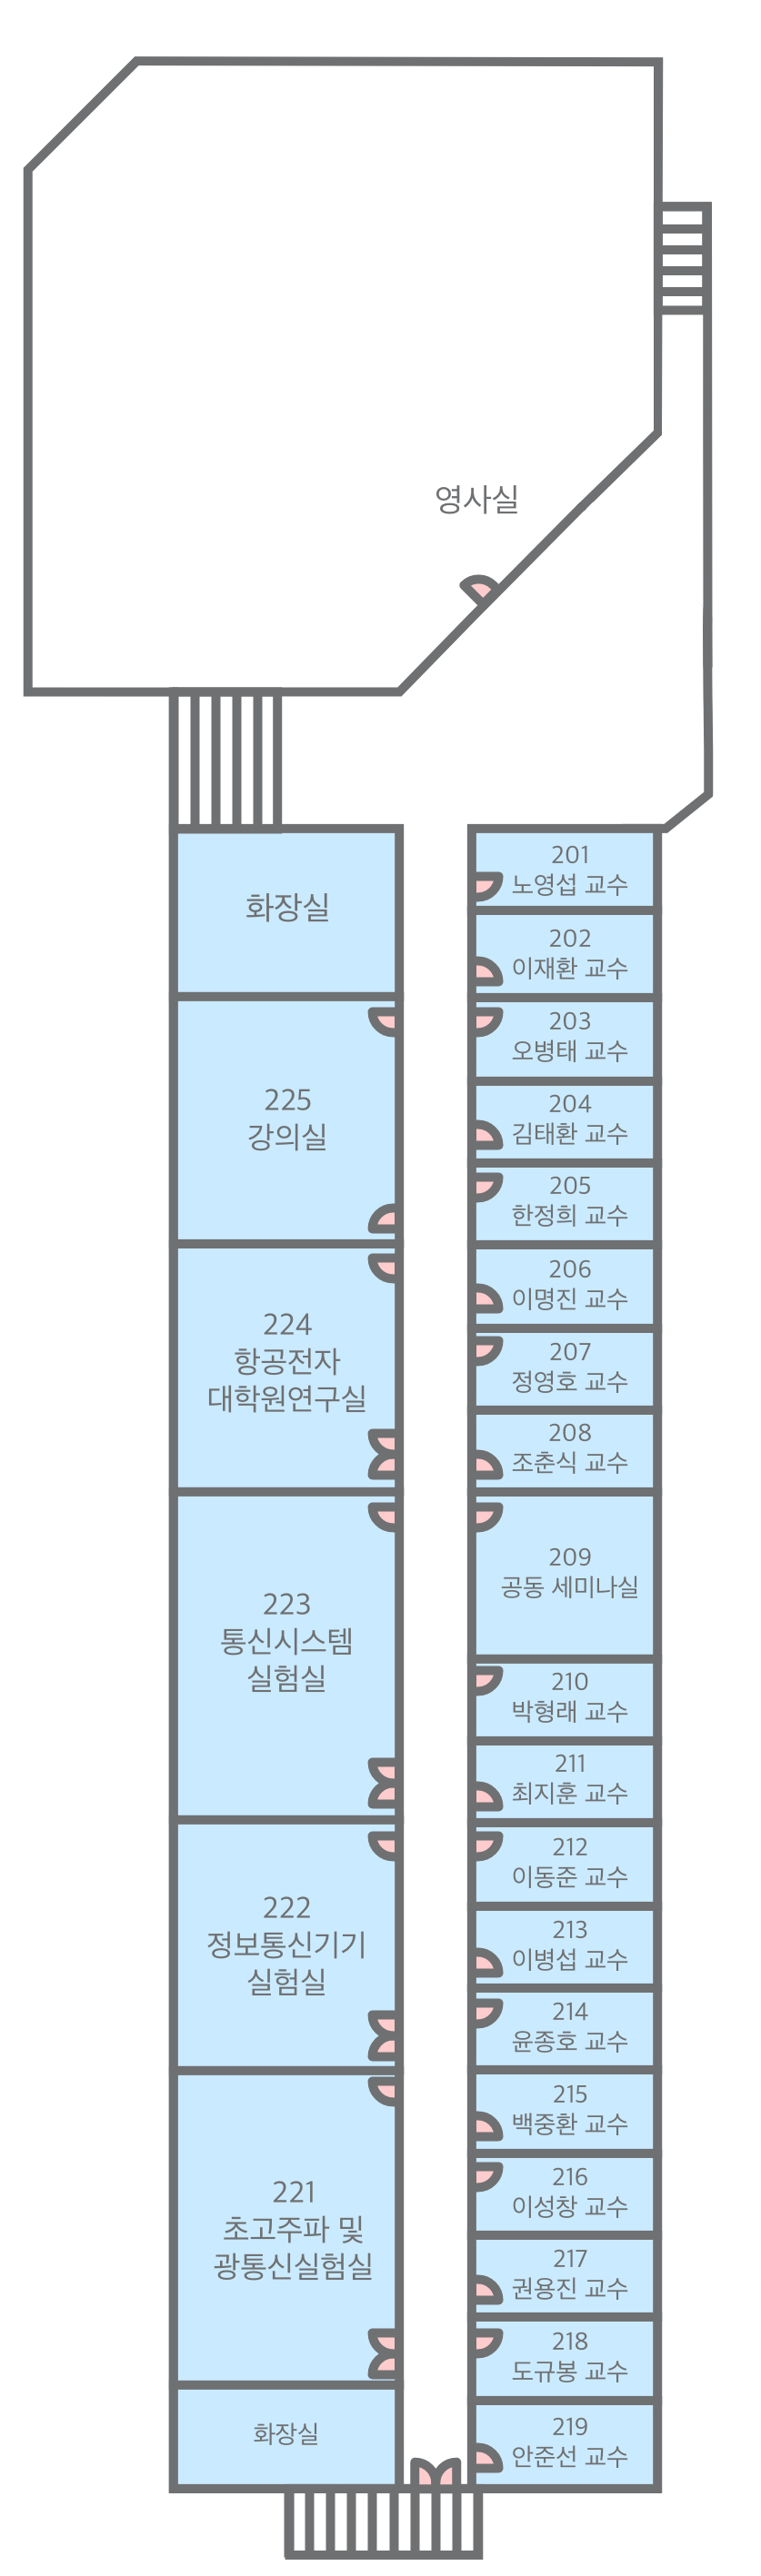 영사실
화장실
225
강의실
224
항공전자
대학원연구실
223
통신시스템
실험실
222
정보통신기기
실험실
221
초고주파 및
광통신실험실
화장실
201
노영섭 교수
202
이재환 교수
203
오병태 교수
204
김태환 교수
205
한정희 교수
206
이명진 교수
207
정영호 교수
208
조춘식 교수
209
공동 세미나실
210
박형래 교수
211
최지훈 교수
212
이동준 교수
213
이병섭 교수
214
윤종호 교수
215
백중환 교수
216
이성창 교수
217
권용진 교수
218
도규봉 교수
219
안준선 교수